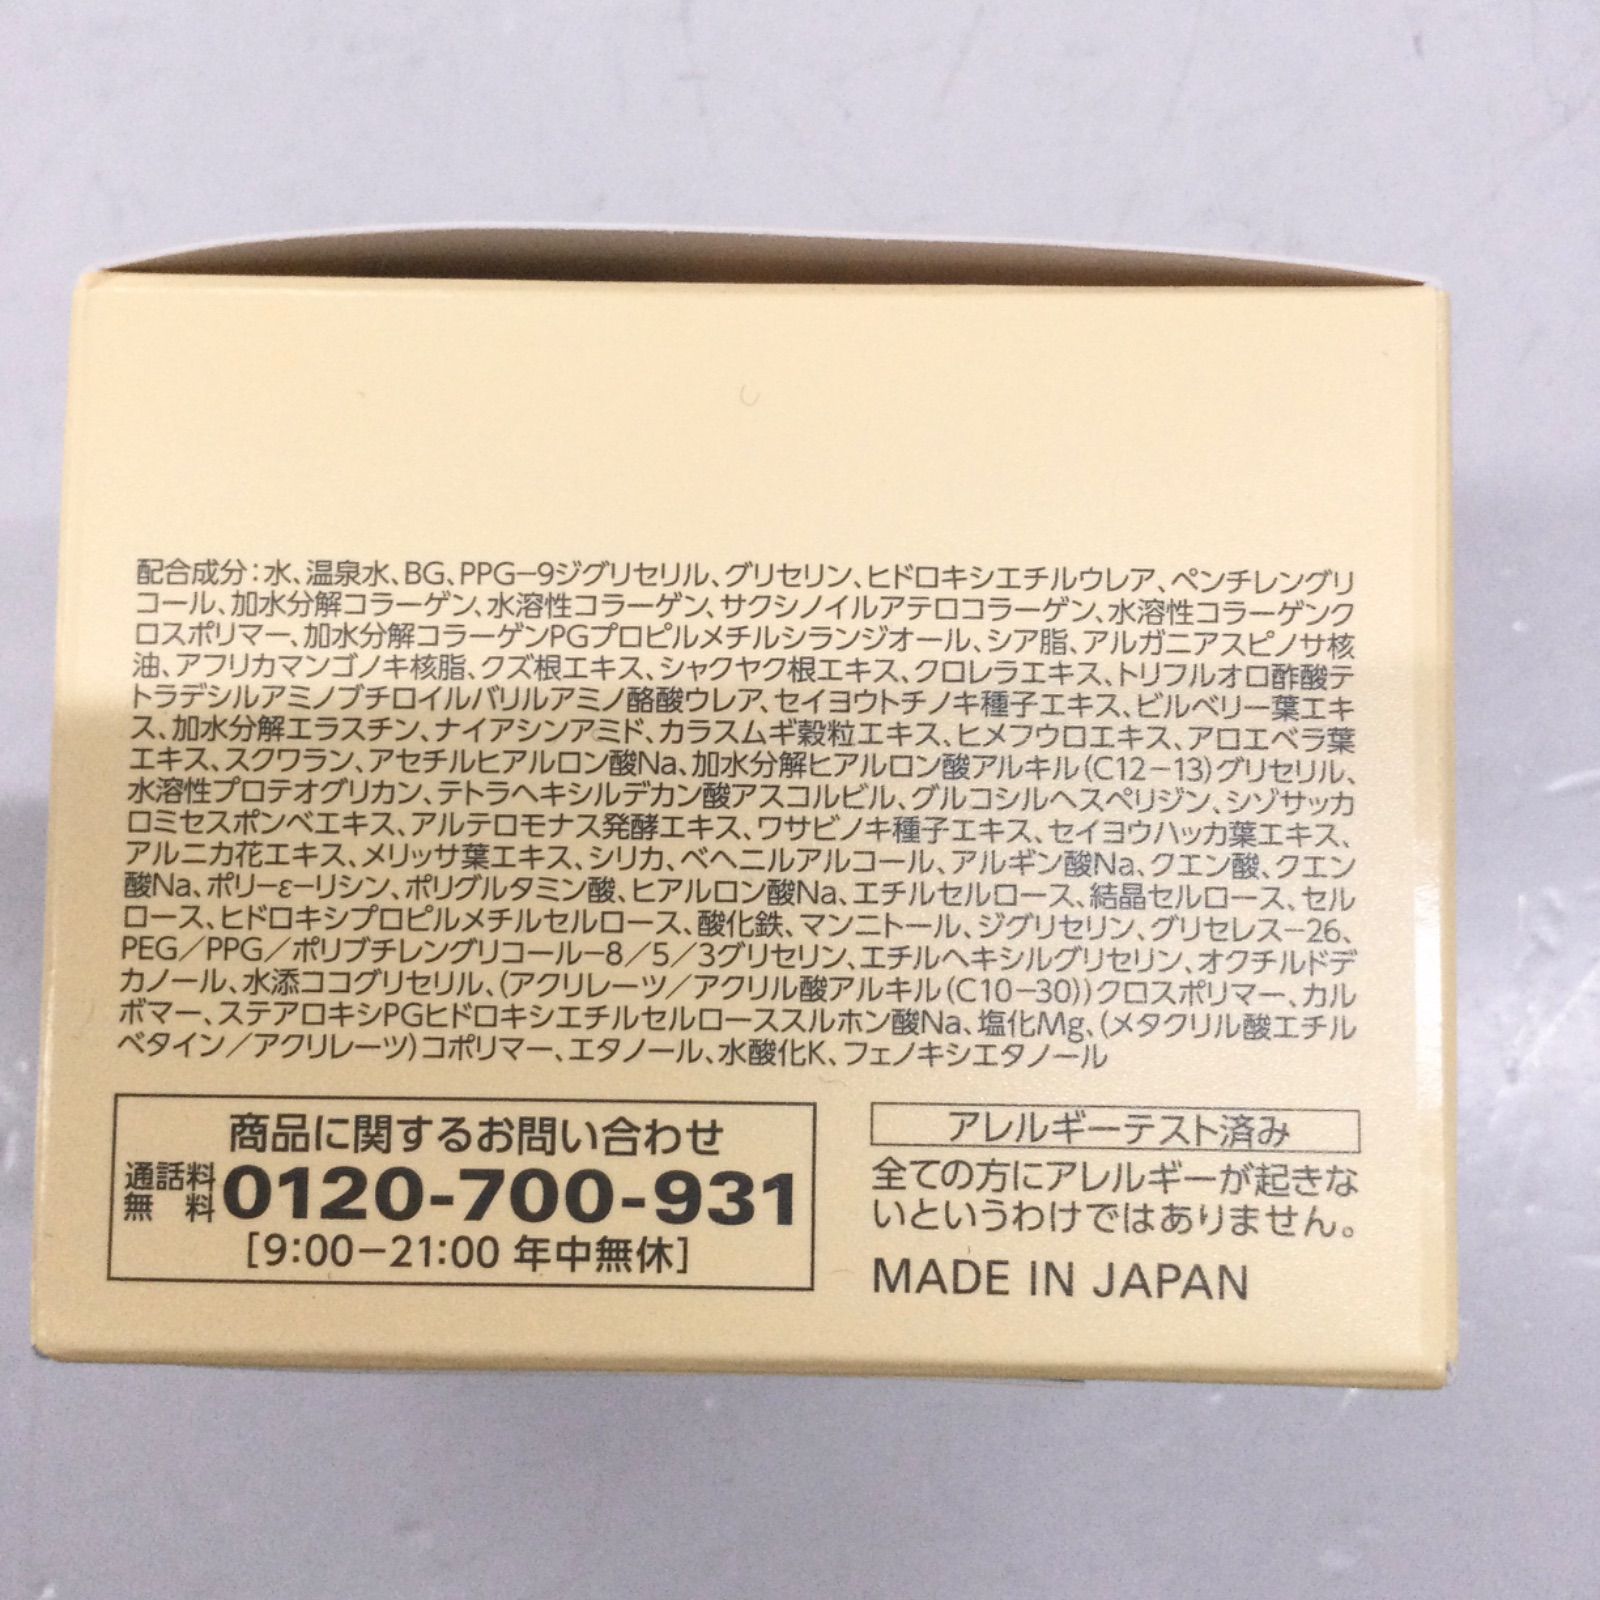 配合成分:水、温泉水、BG、PPG-9ジグリセリル、グリセリン、ヒドロキシエチルウレア、ペンチレングリ
コール、加水分解コラーゲン、水溶性コラーゲン、サクシノイルアテロコラーゲン、水溶性コラーゲンク
ロスポリマー、加水分解コラーゲンPGプロピルメチルシランジオール、シア脂、アルガニアスピノサ核
油、アフリカマンゴノキ核脂、クズ根エキス、シャクヤク根エキス、クロレラエキス、トリフルオロ酢酸テ
トラデシルアミノブチロイルバリルアミノ酪酸ウレア、セイヨウトチノキ種子エキス、ビルベリー葉エキ
ス、加水分解エラスチン、ナイアシンアミド、カラスムギ穀粒エキス、ヒメフウロエキス、アロエベラ葉
エキス、スクワラン、アセチルヒアルロン酸Na、加水分解ヒアルロン酸アルキル(C12-13)グリセリル、
水溶性プロテオグリカン、テトラヘキシルデカン酸アスコルビル、グルコシルヘスペリジン、シゾサッカ
ロミセスポンベエキス、アルテロモナス発酵エキス、ワサビノキ種子エキス、セイヨウハッカ葉エキス、
アルニカ花エキス、メリッサ葉エキス、シリカ、ベヘニルアルコール、アルギン酸Na、クエン酸、クエン
酸Na、ポリ-ε-リシン、ポリグルタミン酸、ヒアルロン酸Na、エチルセルロース、結晶セルロース、セル
ロース、ヒドロキシプロピルメチルセルロース、酸化鉄、マンニトール、ジグリセリン、グリセレス-26、
PEG/PPG/ポリブチレングリコール-8/5/3グリセリン、エチルヘキシルグリセリン、オクチルドデ
カノール、水添ココグリセリル、(アクリレーツ/アクリル酸アルキル(C10-30))クロスポリマー、カル
ボマー、ステアロキシPGヒドロキシエチルセルローススルホン酸Na、塩化Mg、(メタクリル酸エチル
ベタイン/アクリレーツ)コポリマー、エタノール、水酸化K、フェノキシエタノール
商品に関するお問い合わせ
通話料
無 料
0120-700-931
[9:00-21:00 年中無休]
アレルギーテスト済み
全ての方にアレルギーが起きな
いというわけではありません。
MADE IN JAPAN